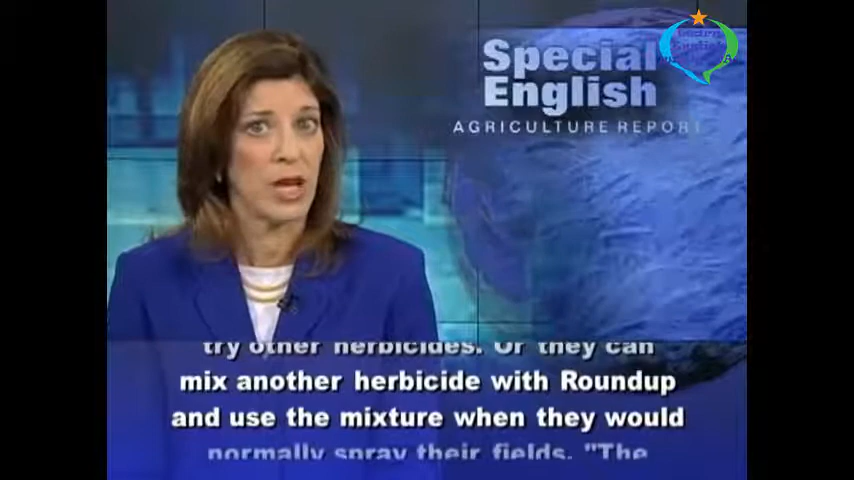 Special
English
AGRICULTURE REPORT
try other herbicides. Or they can
mix another herbicide with Roundup
and use the mixture when they would
normally spray their fields. "The